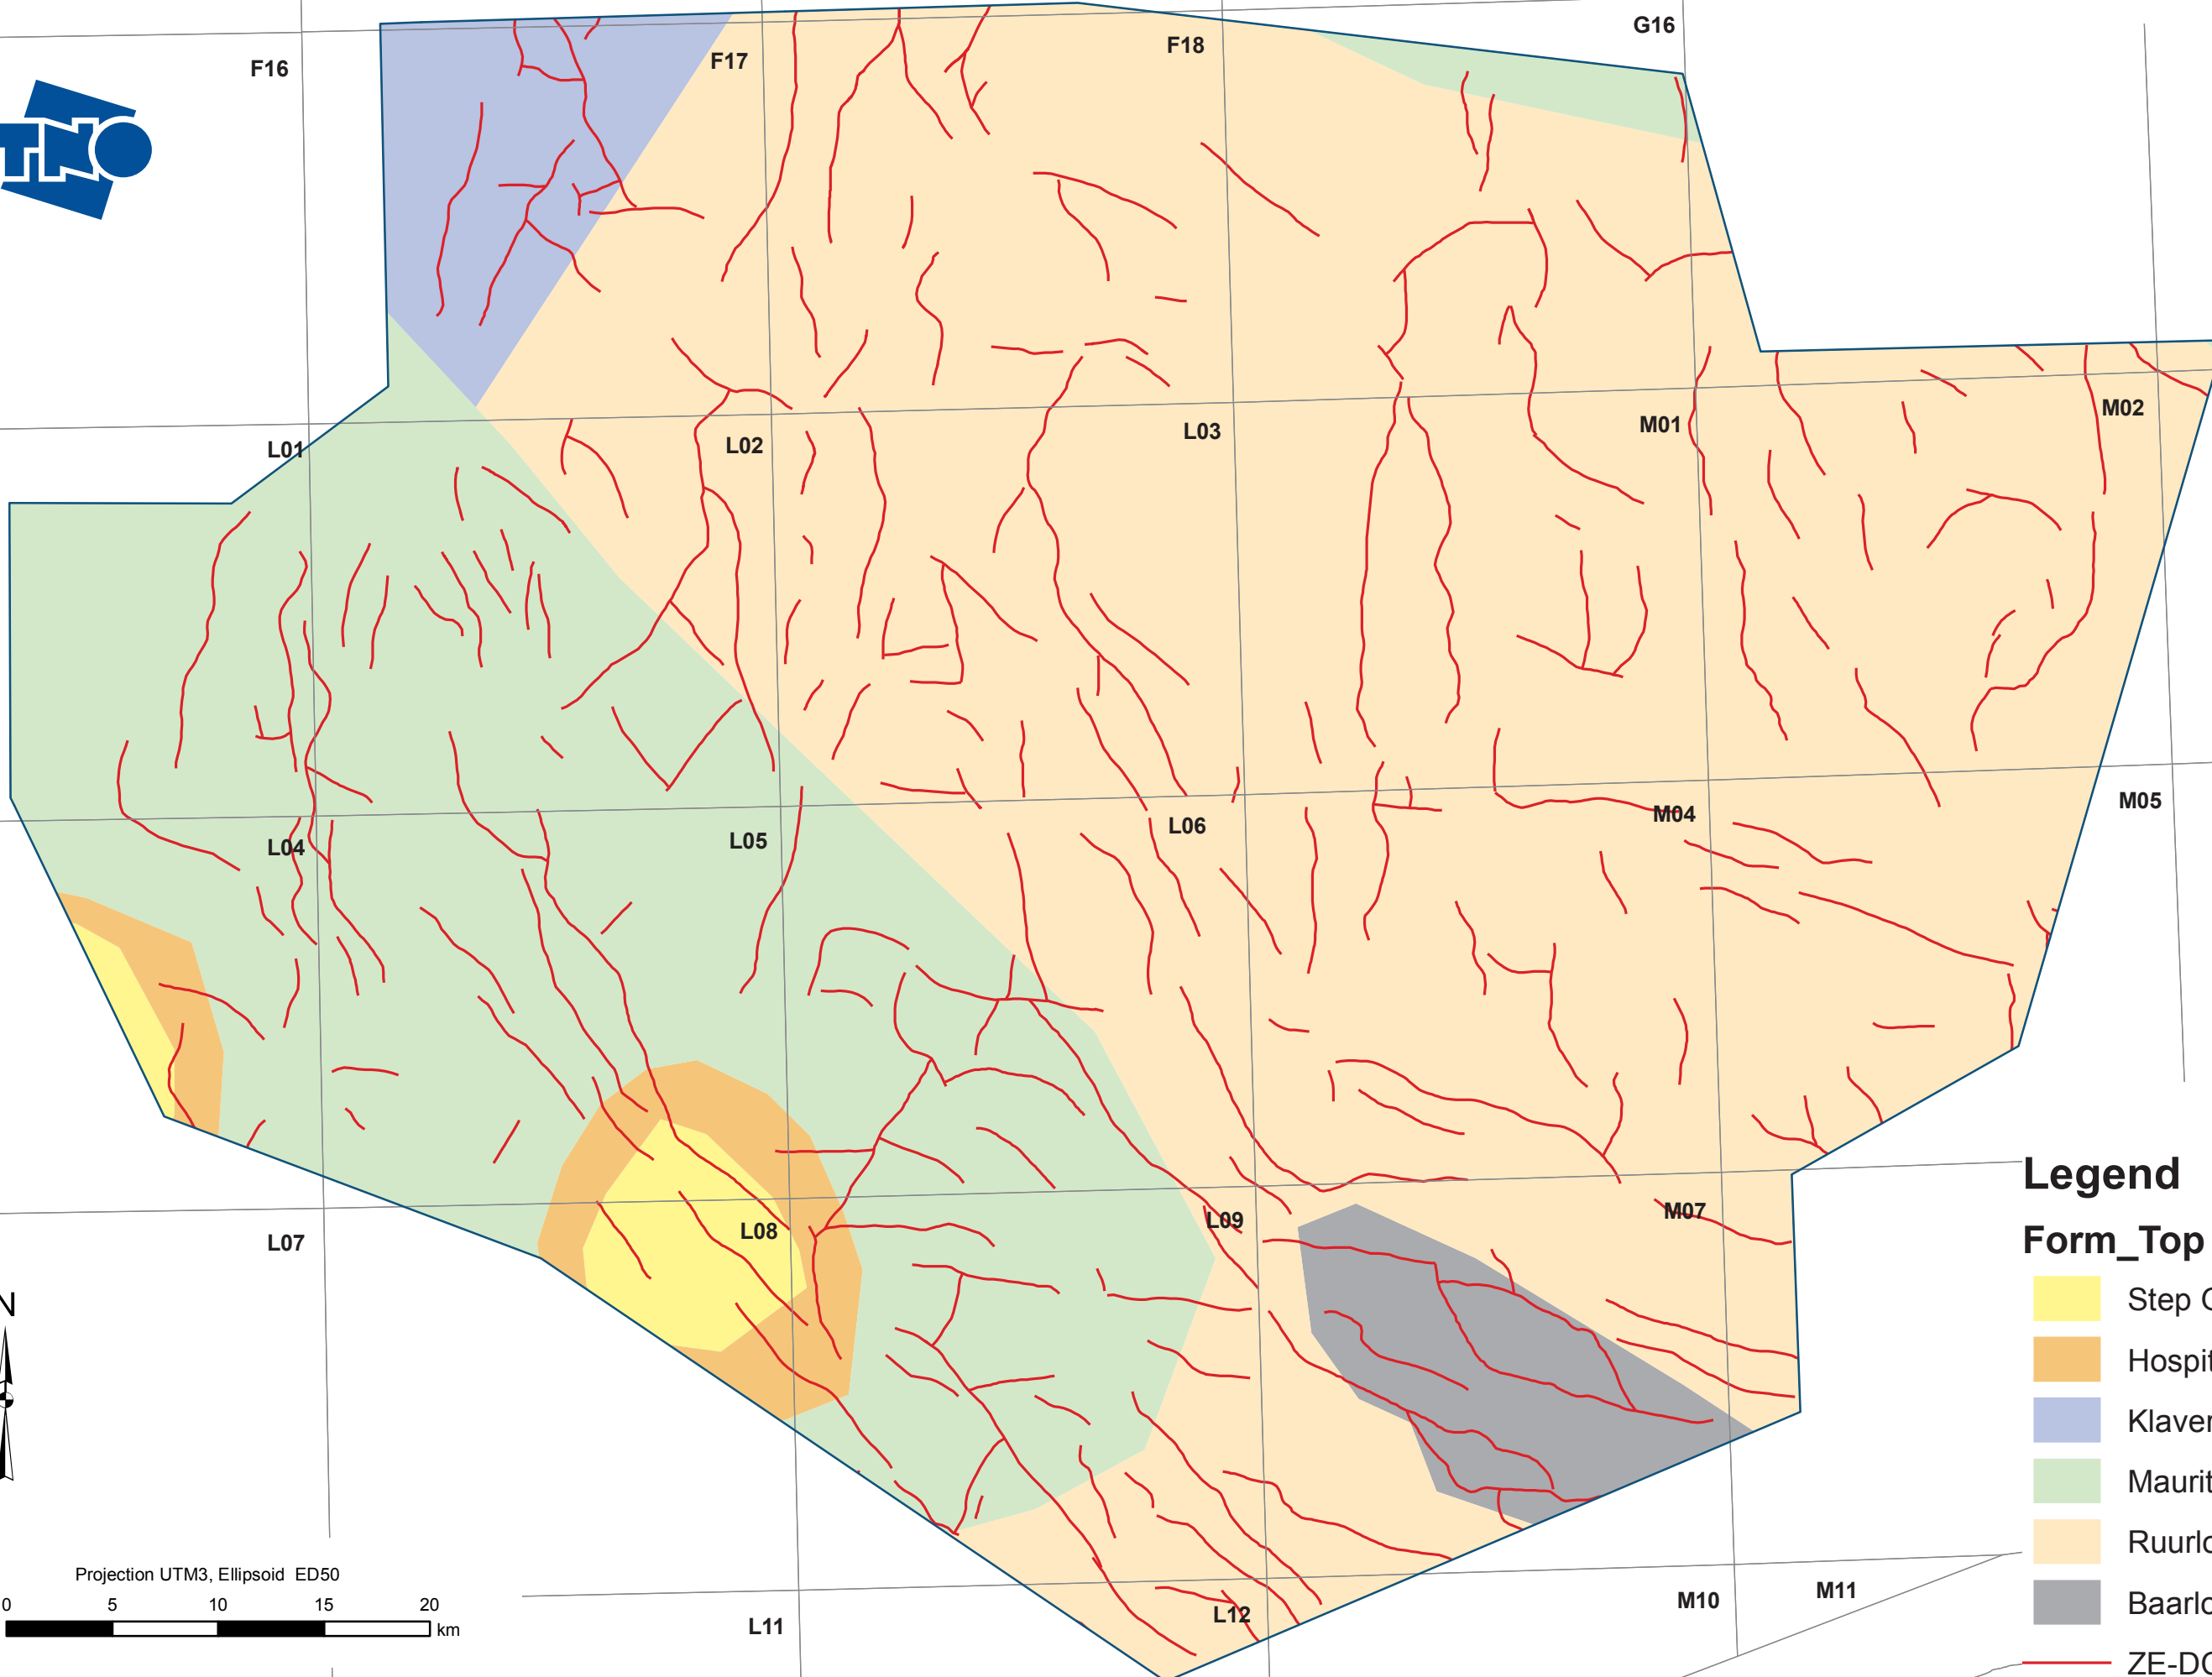 F16
F17
F18
G16
TNO
L01
L02
L03
M01
M02
L04
L05
L06
M04
M05
L07
L08
L09
M07
L11
L12
M10
M11
N
Projection UTM3, Ellipsoid ED50
0 5 10 15 20
km
Legend
Form_Top
Step
Hospit
Klaver
Maurit
Ruurlo
Baarlo
ZE-DO